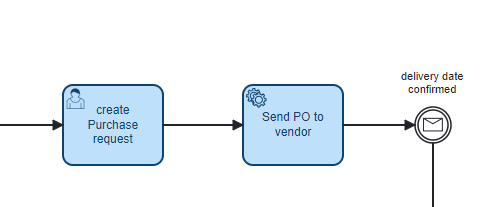 create
Purchase
request
Send PO to
vendor
delivery date
confirmed